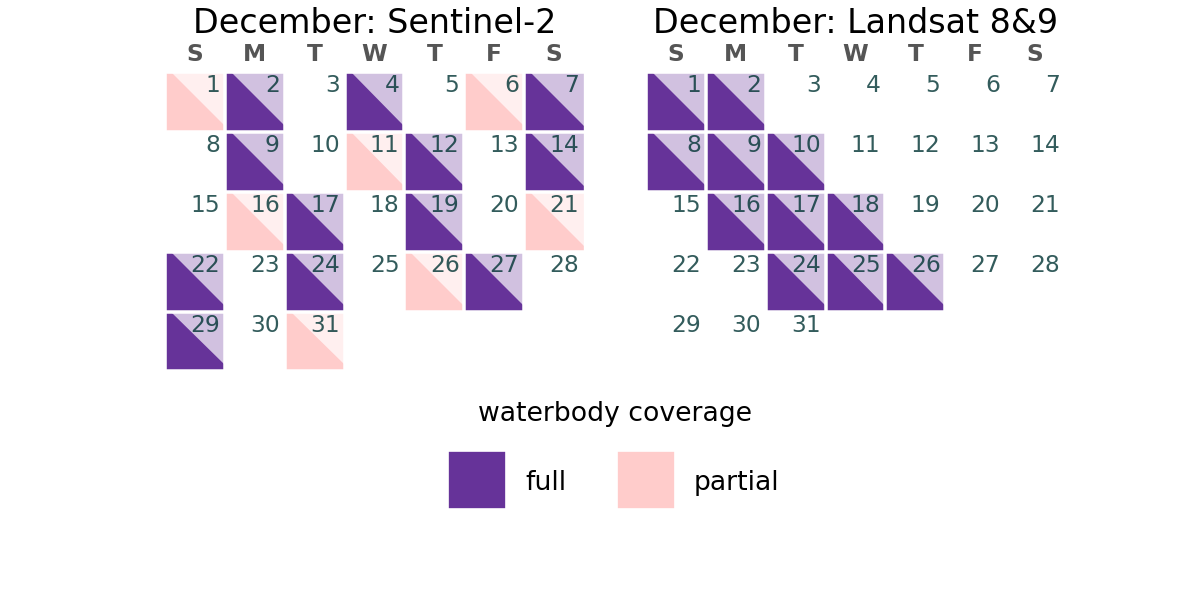 December: Sentinel-2
S M T W T F S
1 2 3 4 5 6 7
8 9 10 11 12 13 14
15 16 17 18 19 20 21
22 23 24 25 26 27 28
29 30 31
December: Landsat 8&9
S M T W T F S
1 2 3 4 5 6 7
8 9 10 11 12 13 14
15 16 17 18 19 20 21
22 23 24 25 26 27 28
29 30 31
waterbody coverage
full partial